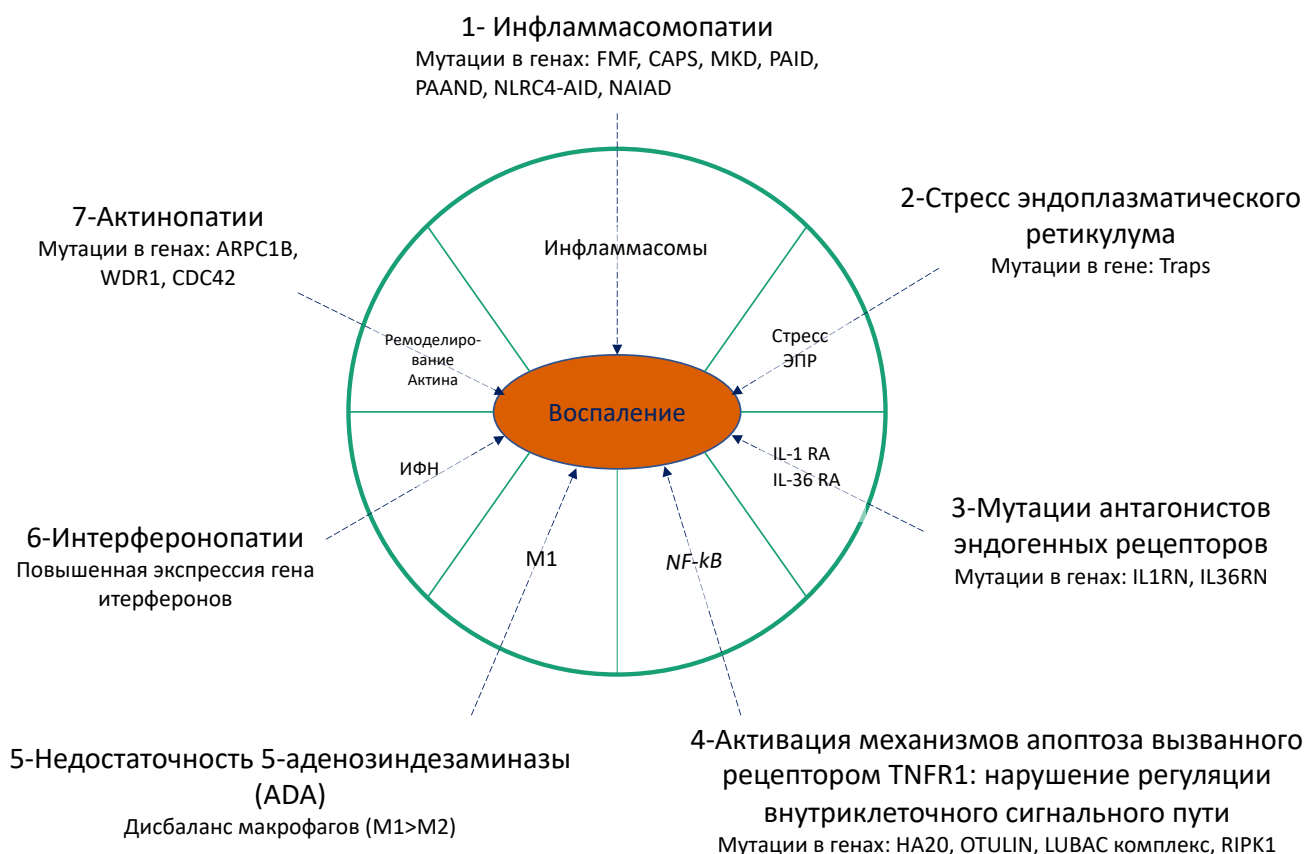 1- Инфламмасомопатии
Мутации в генах: FMF, CAPS, MKD, PAID,
PAAND, NLRC4-AID, NAIAD
2-Стресс эндоплазматического
ретикулума
Мутации в гене: Traps
7-Актинопатии
Мутации в генах: ARPC1B,
WDR1, CDC42
Инфламмасомы
Стресс
ЭПР
Ремоделиро-
вание
Актина
Воспаление
IL-1 RA
IL-36 RA
ИФН
M1
NF-kB
3-Мутации антагонистов
эндогенных рецепторов
Мутации в генах: IL1RN, IL36RN
6-Интерферонопатии
Повышенная экспрессия гена
итерферонов
5-Недостаточность 5-аденозиндезаминазы
(ADA)
Дисбаланс макрофагов (M1>M2)
4-Активация механизмов апоптоза вызванного
рецептором TNFR1: нарушение регуляции
внутриклеточного сигнального пути
Мутации в генах: HA20, OTULIN, LUBAC комплекс, RIPK1